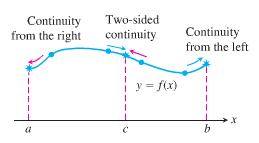 Continuity
from the right
Two-sided
continuity
Continuity
from the left
y = f(x)
x
a
c
b